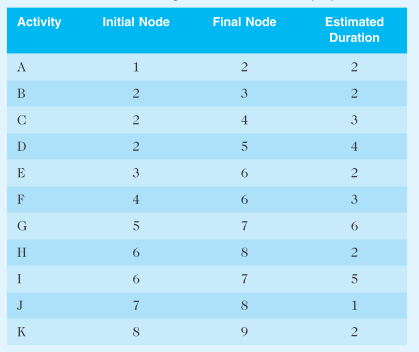 Activity Initial Node Final Node Estimated
Duration
A 1 2 2
B 2 3 2
C 2 4 3
D 2 5 4
E 3 6 2
F 4 6 3
G 5 7 6
H 6 8 2
I 6 7 5
J 7 8 1
K 8 9 2